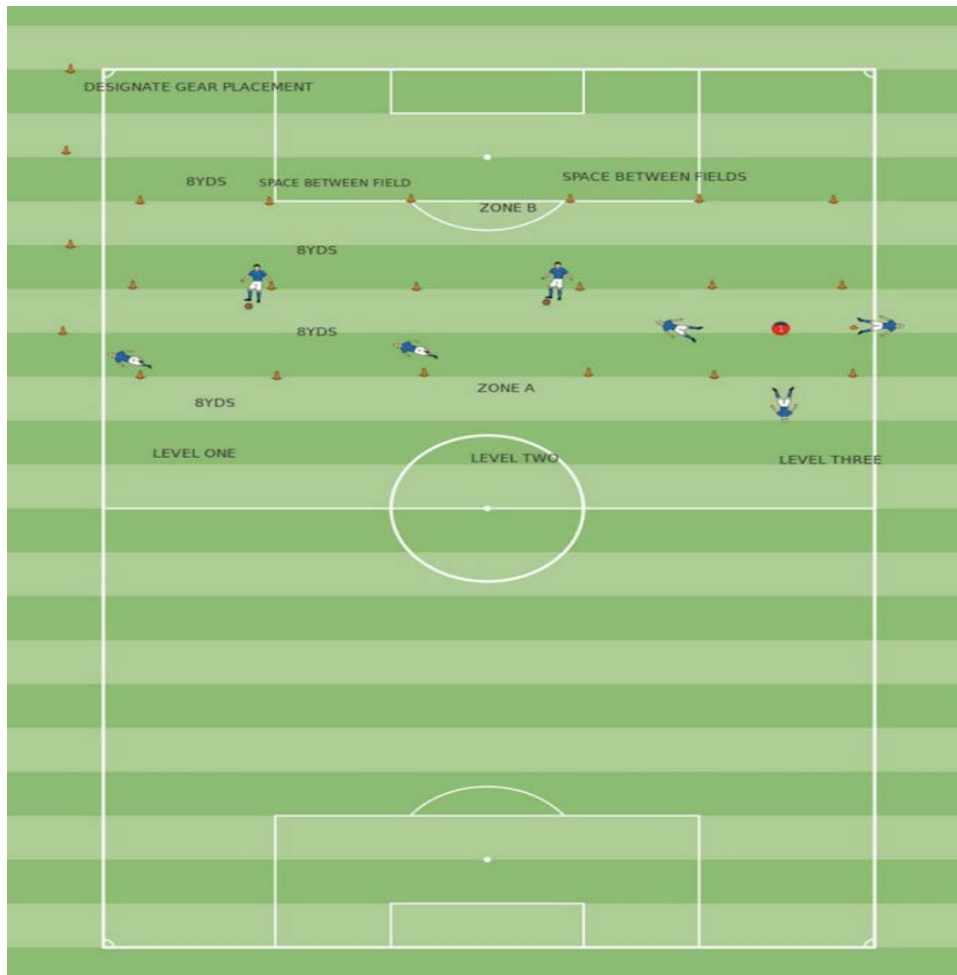 DESIGNATE GEAR PLACEMENT
SPACE BETWEEN FIELDS
8YDS
SPACE BETWEEN FIELD
ZONE B
8YDS
1
8YDS
ZONE A
8YDS
LEVEL ONE
LEVEL TWO
LEVEL THREE